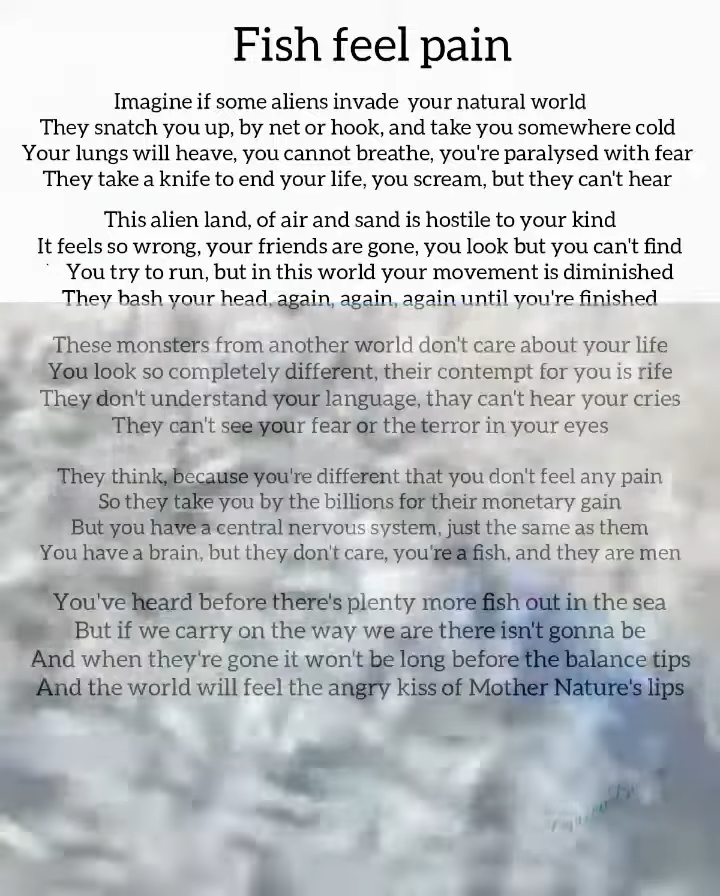 Fish feel pain
Imagine if some aliens invade your natural world
They snatch you up, by net or hook, and take you somewhere cold
Your lungs will heave, you cannot breathe, you're paralysed with fear
They take a knife to end your life, you scream, but they can't hear
This alien land, of air and sand is hostile to your kind
It feels so wrong, your friends are gone, you look but you can't find
You try to run, but in this world your movement is diminished
They bash your head, again, again, again until you're finished
These monsters from another world don't care about your life
You look so completely different, their contempt for you is rife
They don't understand your language, thay can't hear your cries
They can't see your fear or the terror in your eyes
They think, because you're different that you don't feel any pain
So they take you by the billions for their monetary gain
But you have a central nervous system, just the same as them
You have a brain, but they don't care, you're a fish, and they are men
You've heard before there's plenty more fish out in the sea
But if we carry on the way we are there isn't gonna be
And when they're gone it won't be long before the balance tips
And the world will feel the angry kiss of Mother Nature's lips